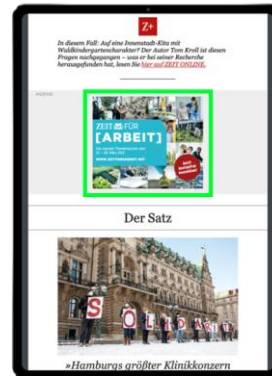 Z+
In diesem Fall: Auf eine Innenstadt-Kita mit
Waldkindergartencharakter? Der Autor Tom Kroll ist diesen
Fragen nachgegangen – was er bei seiner Recherche
herausgefunden hat, lesen Sie hier auf ZEIT ONLINE.
ANZEIGE
ZEIT FÜR
[ARBEIT]
Der Satz
SOLIDARIT
»Hamburgs größter Klinikkonzern